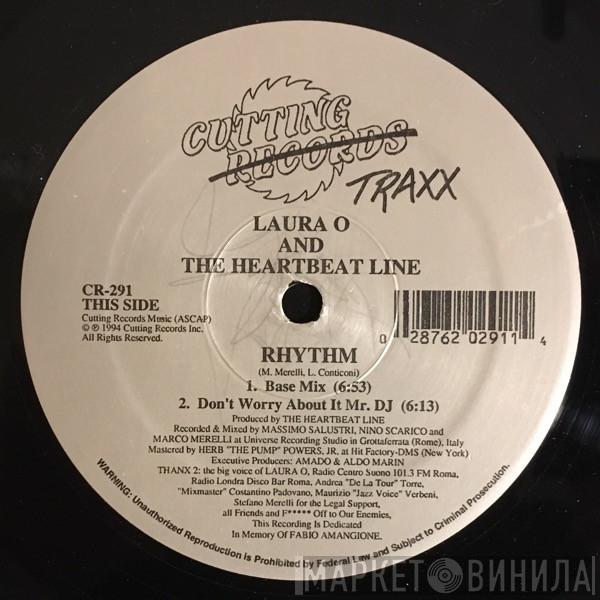 CUTTING
RECORDS
TRAXX
LAURA O
AND
THE HEARTBEAT LINE
CR-291
THIS SIDE
Cutting Records Music (ASCAP)
© ℗ 1994 Cutting Records Inc.
All Rights Reserved.
0 28762 02911 4
RHYTHM
(M. Merelli, L. Conticoni)
1. Base Mix (6:53)
2. Don't Worry About It Mr. DJ (6:13)
Produced by THE HEARTBEAT LINE
Recorded & Mixed by MASSIMO SALUSTRI, NINO SCARICO and
MARCO MERELLI at Universe Recording Studio in Grottaferrata (Rome), Italy
Mastered by HERB "THE PUMP" POWERS, JR. at Hit Factory-DMS (New York)
Executive Producers: AMADO & ALDO MARIN
THANX 2: the big voice of LAURA O, Radio Centro Suono 101.3 FM Roma,
Radio Londra Disco Bar Roma, Andrea "De La Tour" Torre,
"Mixmaster" Costantino Padovano, Maurizio "Jazz Voice" Verbeni,
Stefano Merelli for the Legal Support,
all Friends and F***** Off to Our Enemies,
This Recording Is Dedicated
In Memory Of FABIO AMANGIONE.
WARNING: Unauthorized Reproduction is Prohibited by Federal Law and Subject to Criminal Prosecution.
МАРКЕТ ВИНИЛА